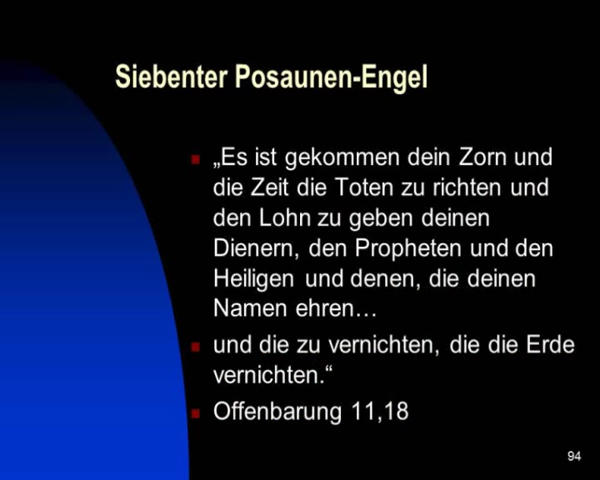 Siebenter Posaunen-Engel
„Es ist gekommen dein Zorn und
die Zeit die Toten zu richten und
den Lohn zu geben deinen
Dienern, den Propheten und den
Heiligen und denen, die deinen
Namen ehren…
und die zu vernichten, die die Erde
vernichten.“
Offenbarung 11,18
94